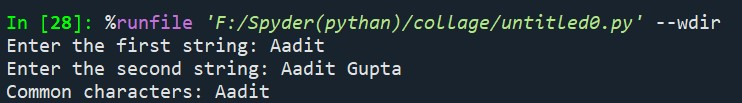 In [28]: %runfile 'F:/Spyder(pythan)/collage/untitled0.py' --wdir
Enter the first string: Aadit
Enter the second string: Aadit Gupta
Common characters: Aadit